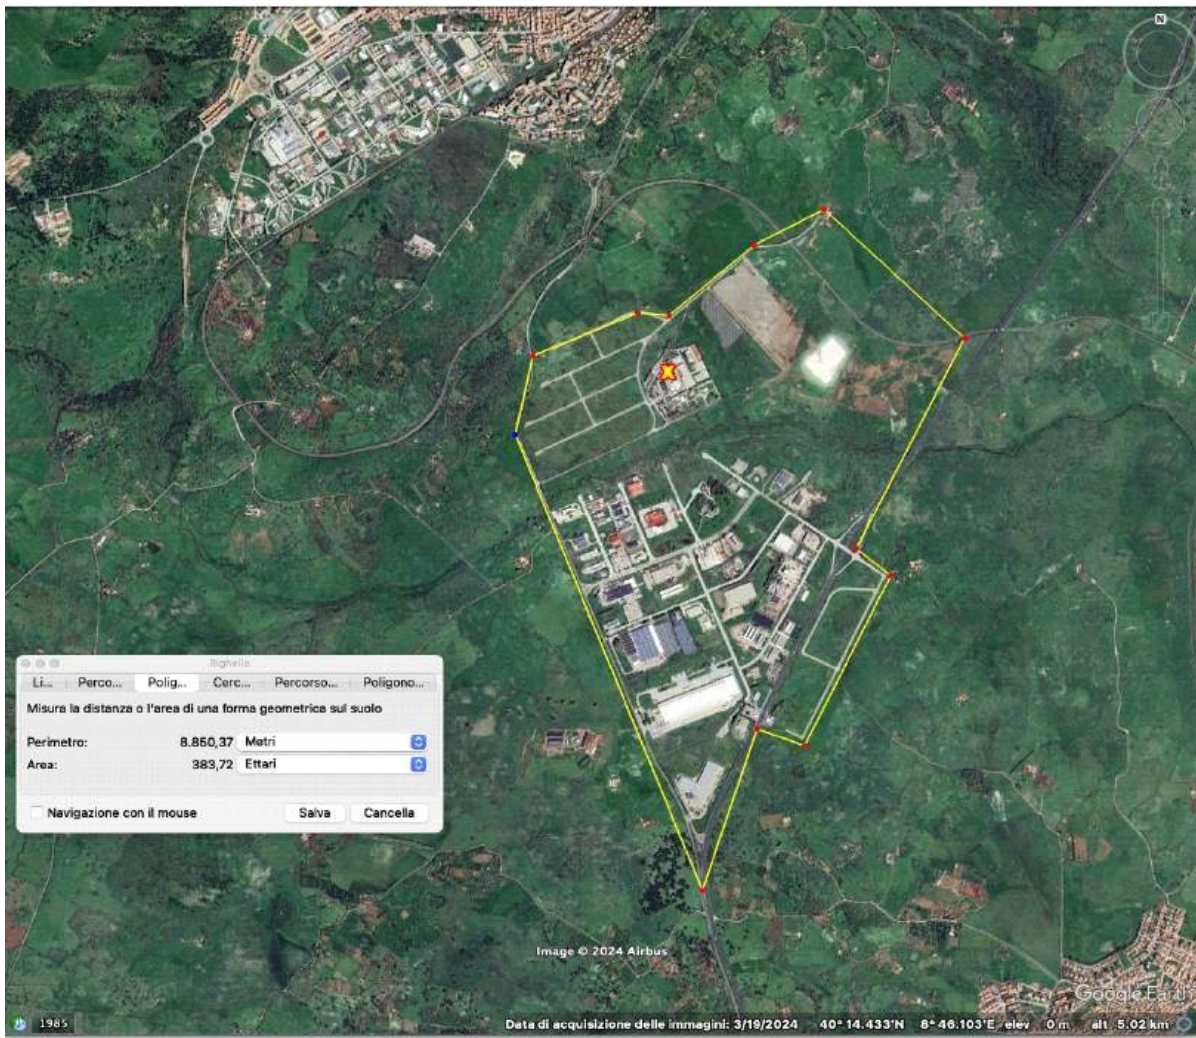 N
Righello
Li... Perco... Polig... Cerc... Percorso... Poligono...
Misura la distanza o l'area di una forma geometrica sul suolo
Perimetro: 8.850,37 Metri
Area: 383,72 Ettari
Navigazione con il mouse Salva Cancella
Image © 2024 Airbus
Google Earth
1985 Data di acquisizione delle immagini: 3/19/2024 40° 14.433'N 8° 46.103'E elev 0 m alt 5.02 km